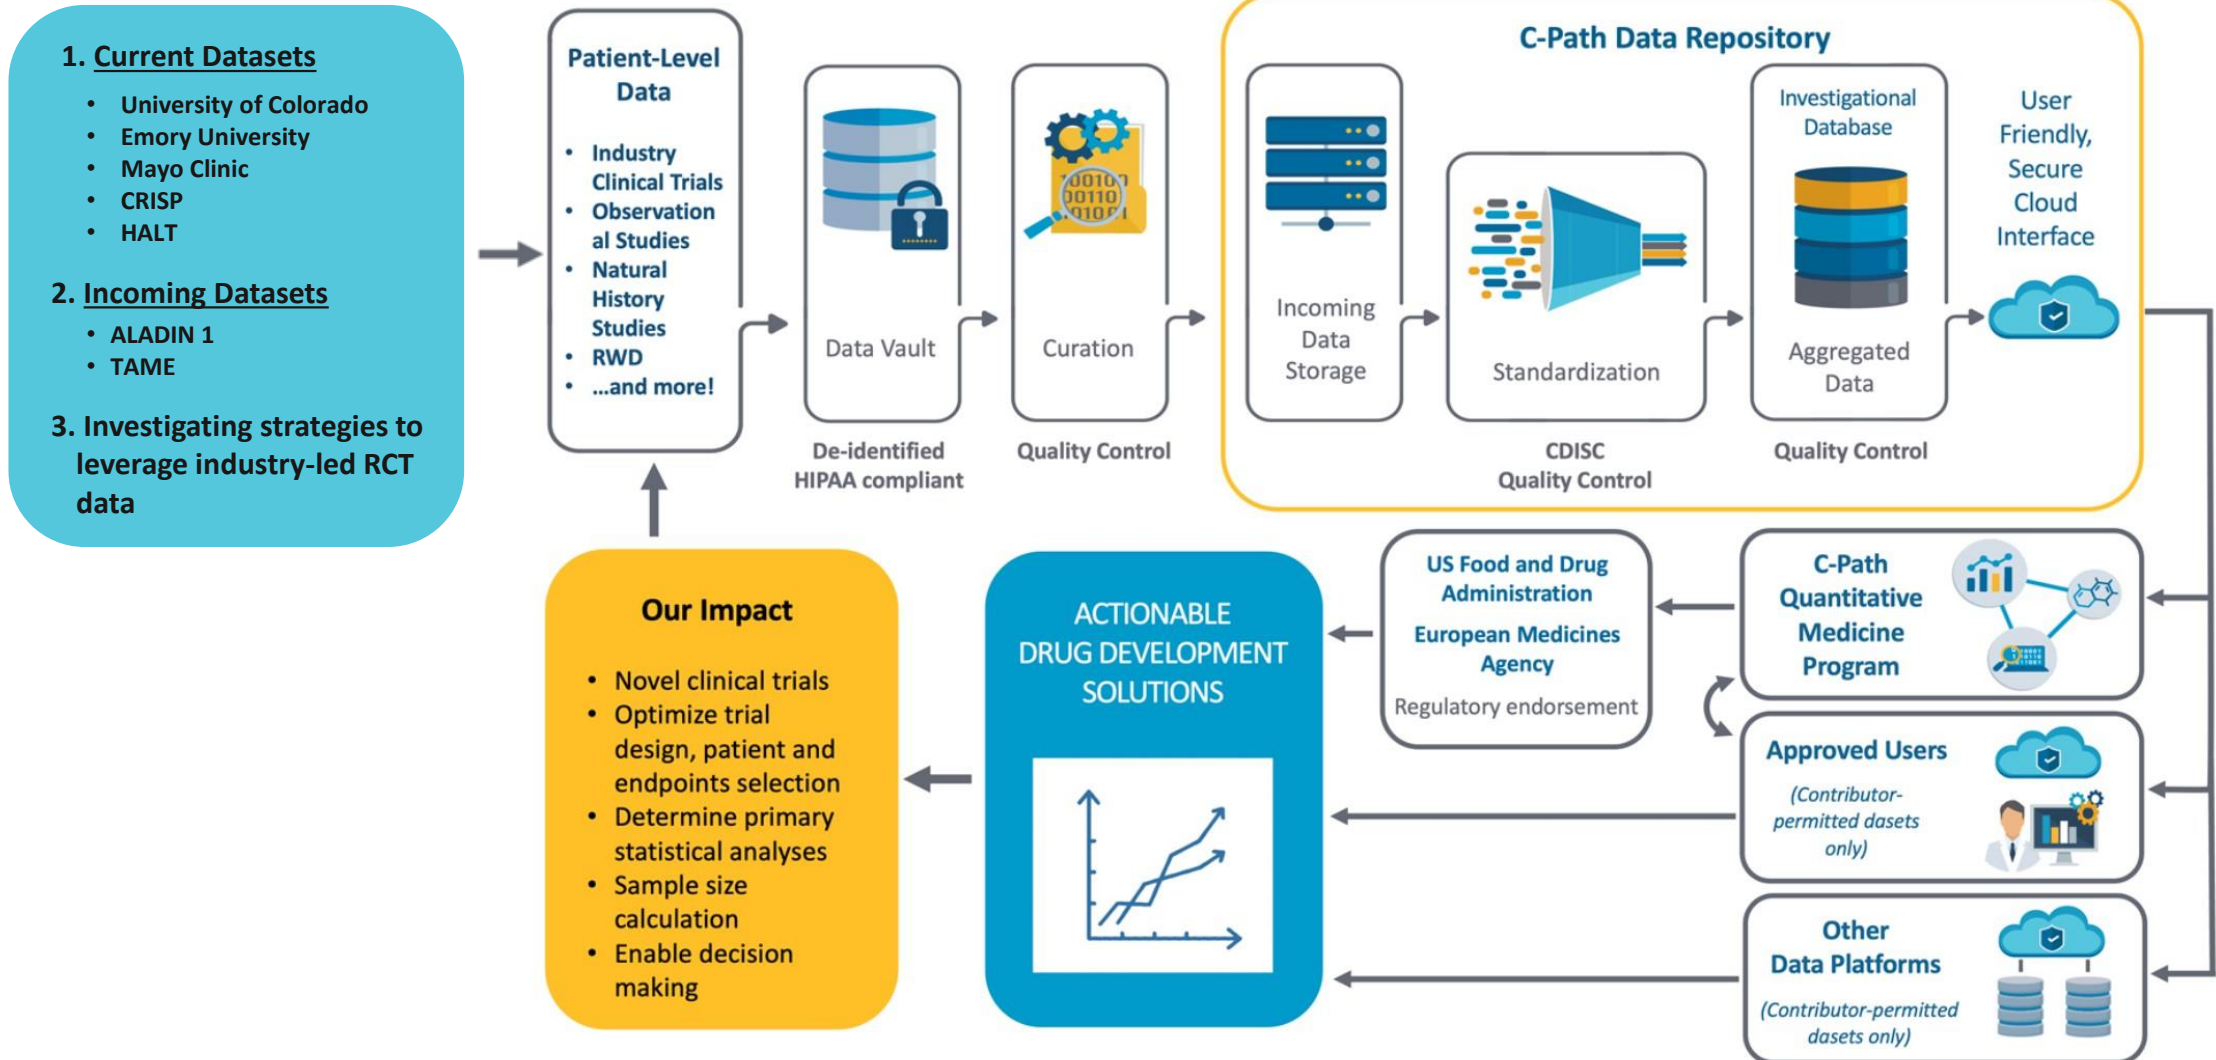 1. Current Datasets
• University of Colorado
• Emory University
• Mayo Clinic
• CRISP
• HALT
2. Incoming Datasets
• ALADIN 1
• TAME
3. Investigating strategies to
leverage industry-led RCT
data
Patient-Level
Data
• Industry
Clinical Trials
• Observation
al Studies
• Natural
History
Studies
• RWD
• ...and more!
Data Vault
De-identified
HIPAA compliant
Curation
Quality Control
C-Path Data Repository
Incoming
Data
Storage
Standardization
CDISC
Quality Control
Investigational
Database
Aggregated
Data
Quality Control
User
Friendly,
Secure
Cloud
Interface
C-Path
Quantitative
Medicine
Program
Approved Users
(Contributor-
permitted dasets
only)
Other
Data Platforms
(Contributor-permitted
dasets only)
US Food and Drug
Administration
European Medicines
Agency
Regulatory endorsement
ACTIONABLE
DRUG DEVELOPMENT
SOLUTIONS
Our Impact
• Novel clinical trials
• Optimize trial
design, patient and
endpoints selection
• Determine primary
statistical analyses
• Sample size
calculation
• Enable decision
making